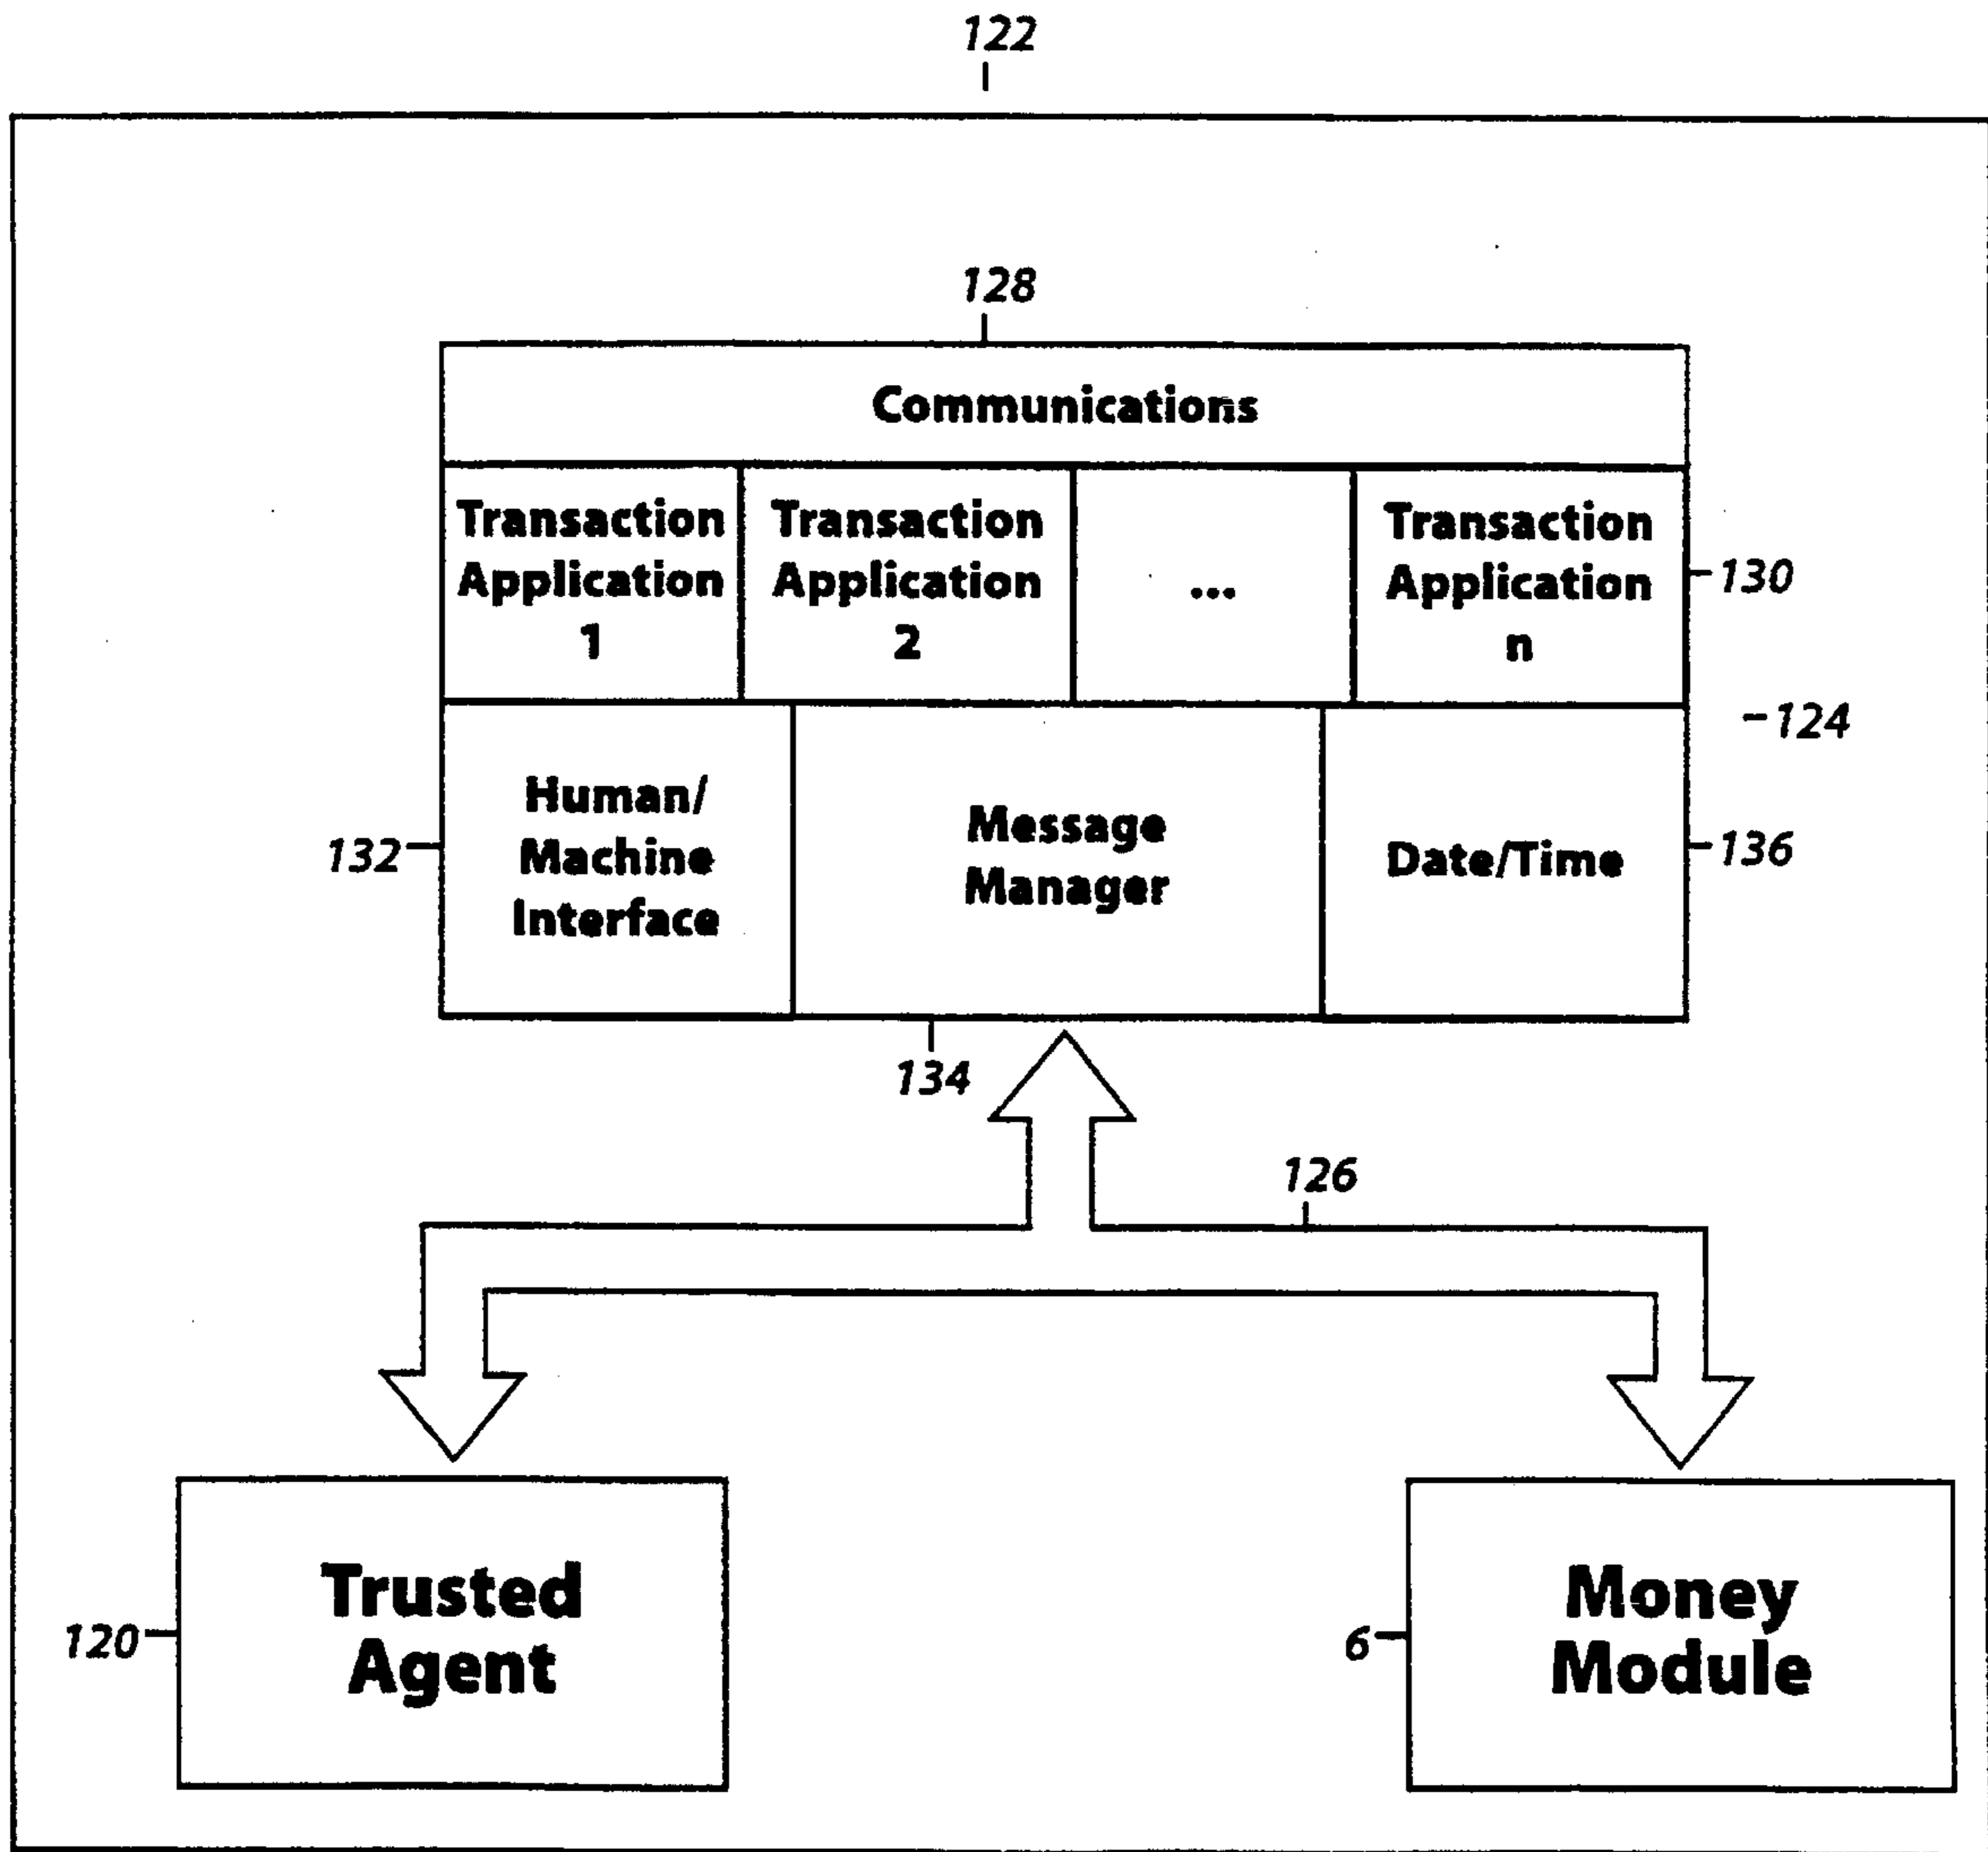 122
128
Communications
Transaction
Application
1
Transaction
Application
2
...
Transaction
Application
n
130
124
Human/
Machine
Interface
132
Message
Manager
Date/Time
136
134
126
Trusted
Agent
120
Money
Module
6